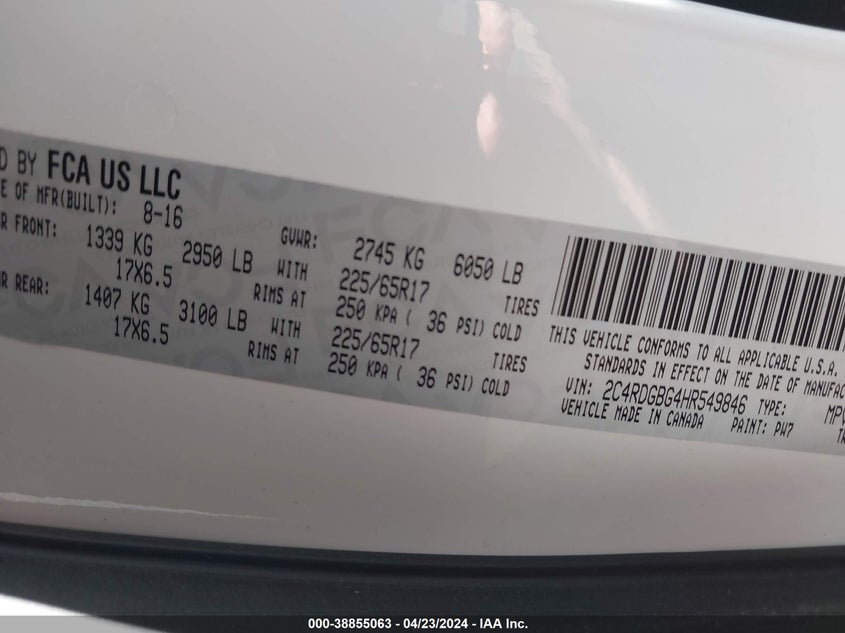 D BY FCA US LLC
E OF MFR(BUILT): 8-16
R FRONT: 1339 KG 2950 LB WITH
17X6.5 RIMS AT
R REAR: 1407 KG 3100 LB WITH
17X6.5 RIMS AT
GVWR: 2745 KG 6050 LB
225/65R17 TIRES
250 KPA ( 36 PSI) COLD
225/65R17 TIRES
250 KPA ( 36 PSI) COLD
THIS VEHICLE CONFORMS TO ALL APPLICABLE U.S.A.
STANDARDS IN EFFECT ON THE DATE OF MANUFAC
VIN: 2C4RDGBG4HR549846 TYPE: MPV
VEHICLE MADE IN CANADA PAINT: PW7 TR
000-38855063 - 04/23/2024 - IAA Inc.